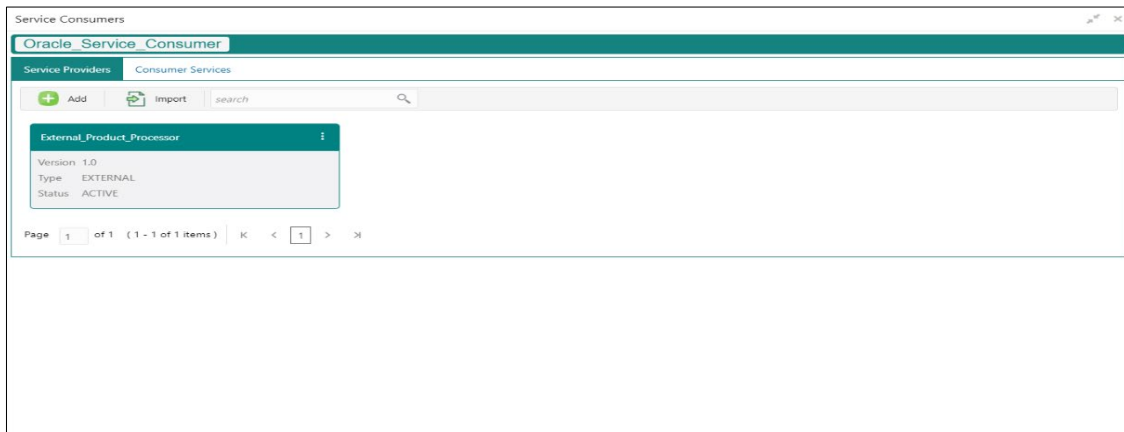 Service Consumers
Oracle_Service_Consumer
Service Providers Consumer Services
Add Import search
External_Product_Processor
Version 1.0
Type EXTERNAL
Status ACTIVE
Page 1 of 1 ( 1 - 1 of 1 items ) 1